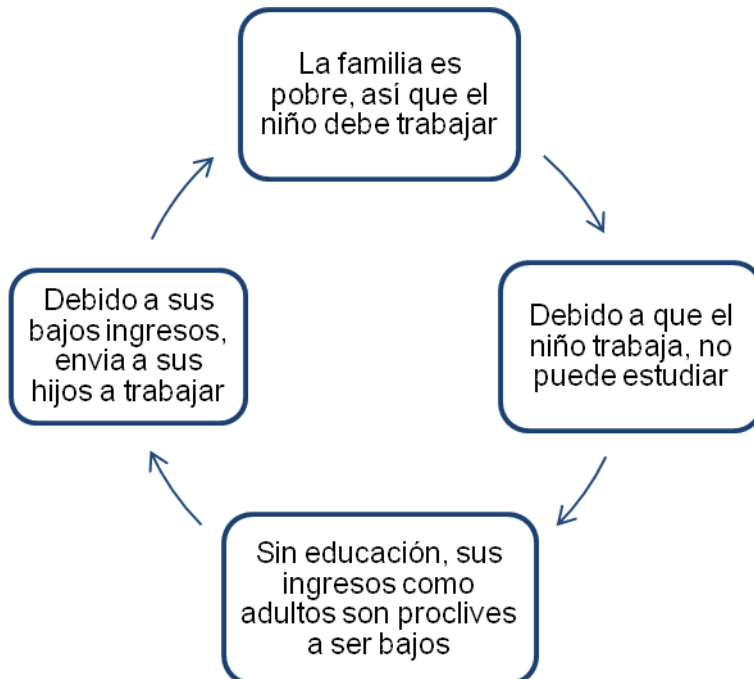 La familia es
pobre, así que el
niño debe trabajar
Debido a que el
niño trabaja, no
puede estudiar
Sin educación, sus
ingresos como
adultos son proclives
a ser bajos
Debido a sus
bajos ingresos,
envia a sus
hijos a trabajar